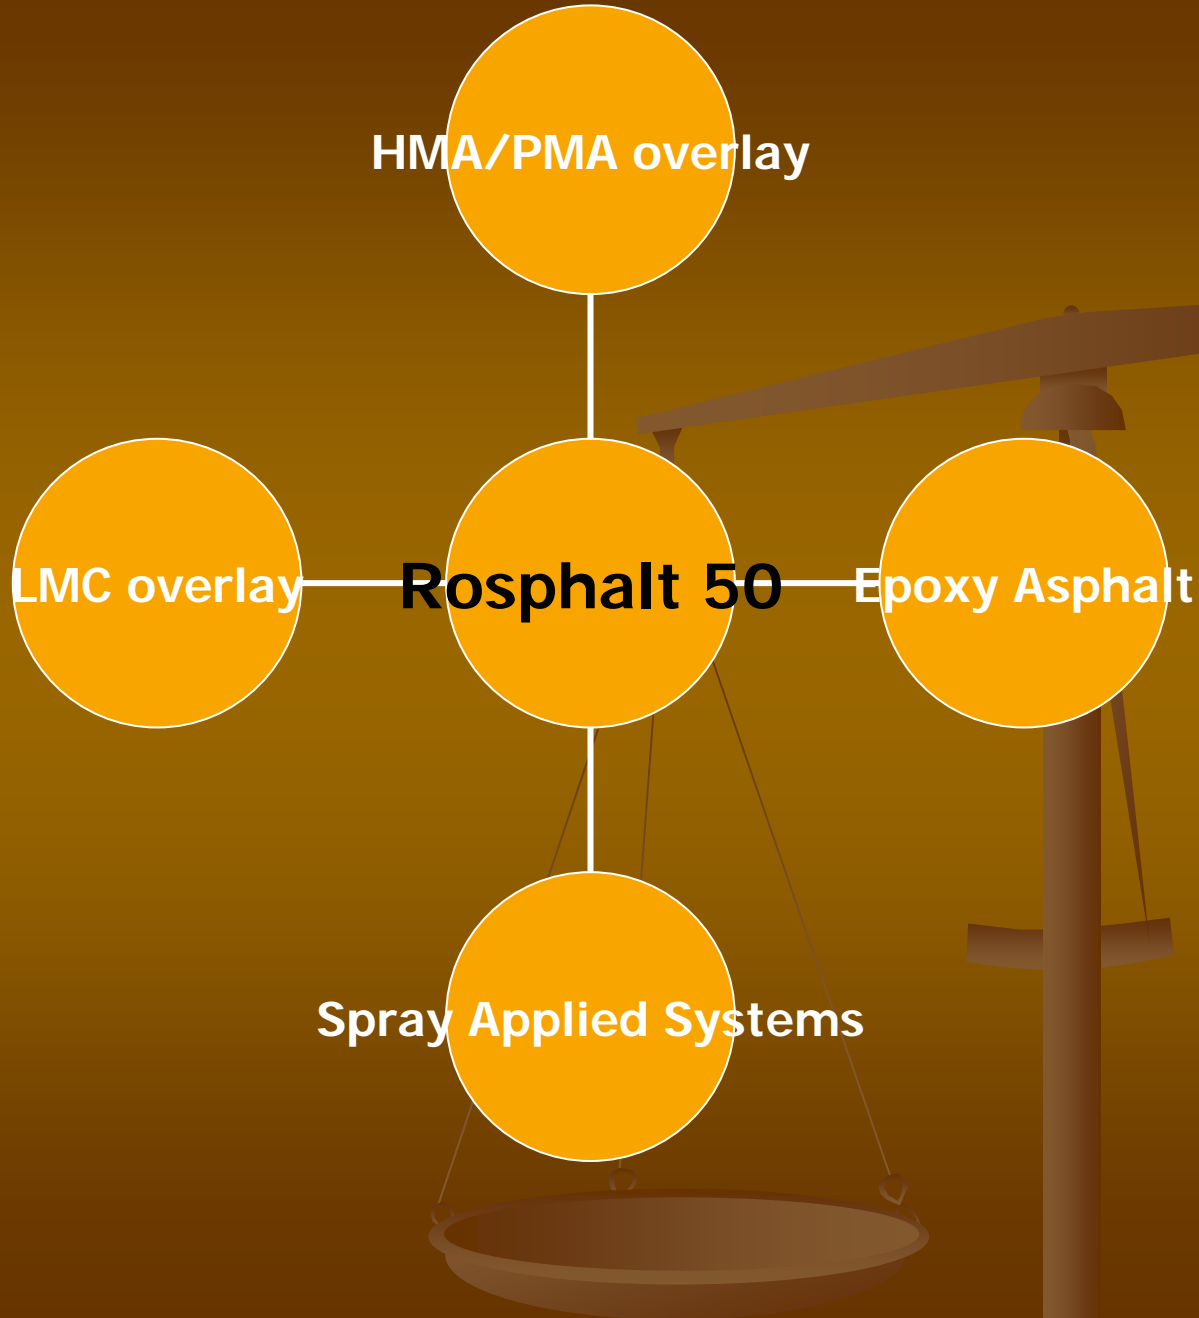 HMA/PMA overlay
LMC overlay
Rosphalt 50
Epoxy Asphalt
Spray Applied Systems